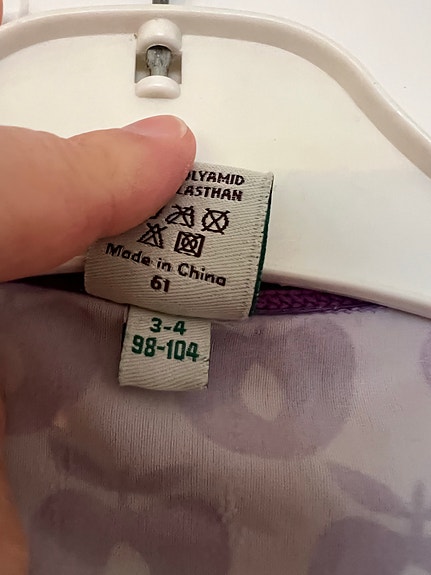 LYAMID
LASTHAN
Made in China
61
3-4
98-104